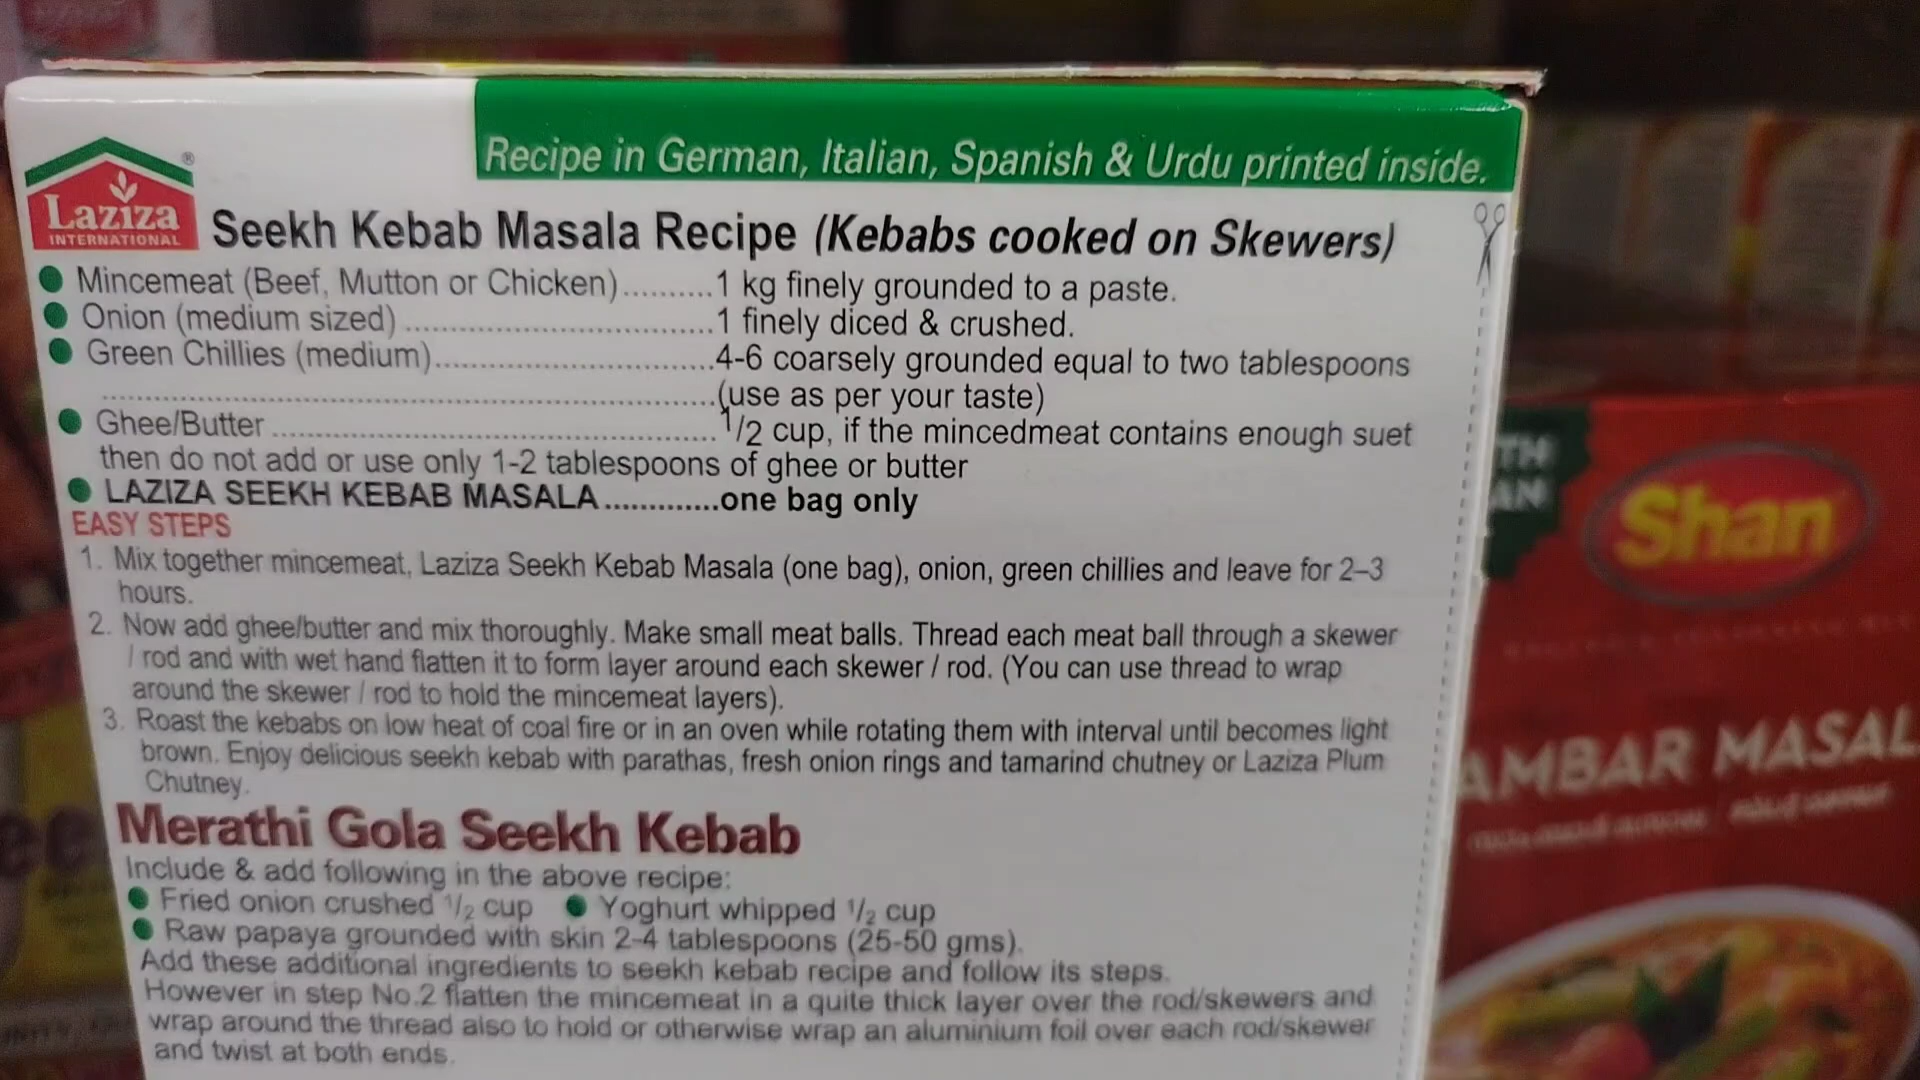 Recipe in German, Italian, Spanish & Urdu printed inside.
Laziza
INTERNATIONAL
®
Seekh Kebab Masala Recipe (Kebabs cooked on Skewers)
Mincemeat (Beef, Mutton or Chicken)..........1 kg finely grounded to a paste.
Onion (medium sized)..................................1 finely diced & crushed.
Green Chillies (medium)...............................4-6 coarsely grounded equal to two tablespoons
....................................................................(use as per your taste)
Ghee/Butter.................................................1/2 cup, if the mincedmeat contains enough suet
then do not add or use only 1-2 tablespoons of ghee or butter
LAZIZA SEEKH KEBAB MASALA.............one bag only
EASY STEPS
1. Mix together mincemeat, Laziza Seekh Kebab Masala (one bag), onion, green chillies and leave for 2–3
hours.
2. Now add ghee/butter and mix thoroughly. Make small meat balls. Thread each meat ball through a skewer
/ rod and with wet hand flatten it to form layer around each skewer / rod. (You can use thread to wrap
around the skewer / rod to hold the mincemeat layers).
3. Roast the kebabs on low heat of coal fire or in an oven while rotating them with interval until becomes light
brown. Enjoy delicious seekh kebab with parathas, fresh onion rings and tamarind chutney or Laziza Plum
Chutney.
Merathi Gola Seekh Kebab
Include & add following in the above recipe:
Fried onion crushed 1/2 cup Yoghurt whipped 1/2 cup
Raw papaya grounded with skin 2-4 tablespoons (25-50 gms).
Add these additional ingredients to seekh kebab recipe and follow its steps.
However in step No.2 flatten the mincemeat in a quite thick layer over the rod/skewers and
wrap around the thread also to hold or otherwise wrap an aluminium foil over each rod/skewer
and twist at both ends.
TH
AN
Shan
AMBAR MASAL